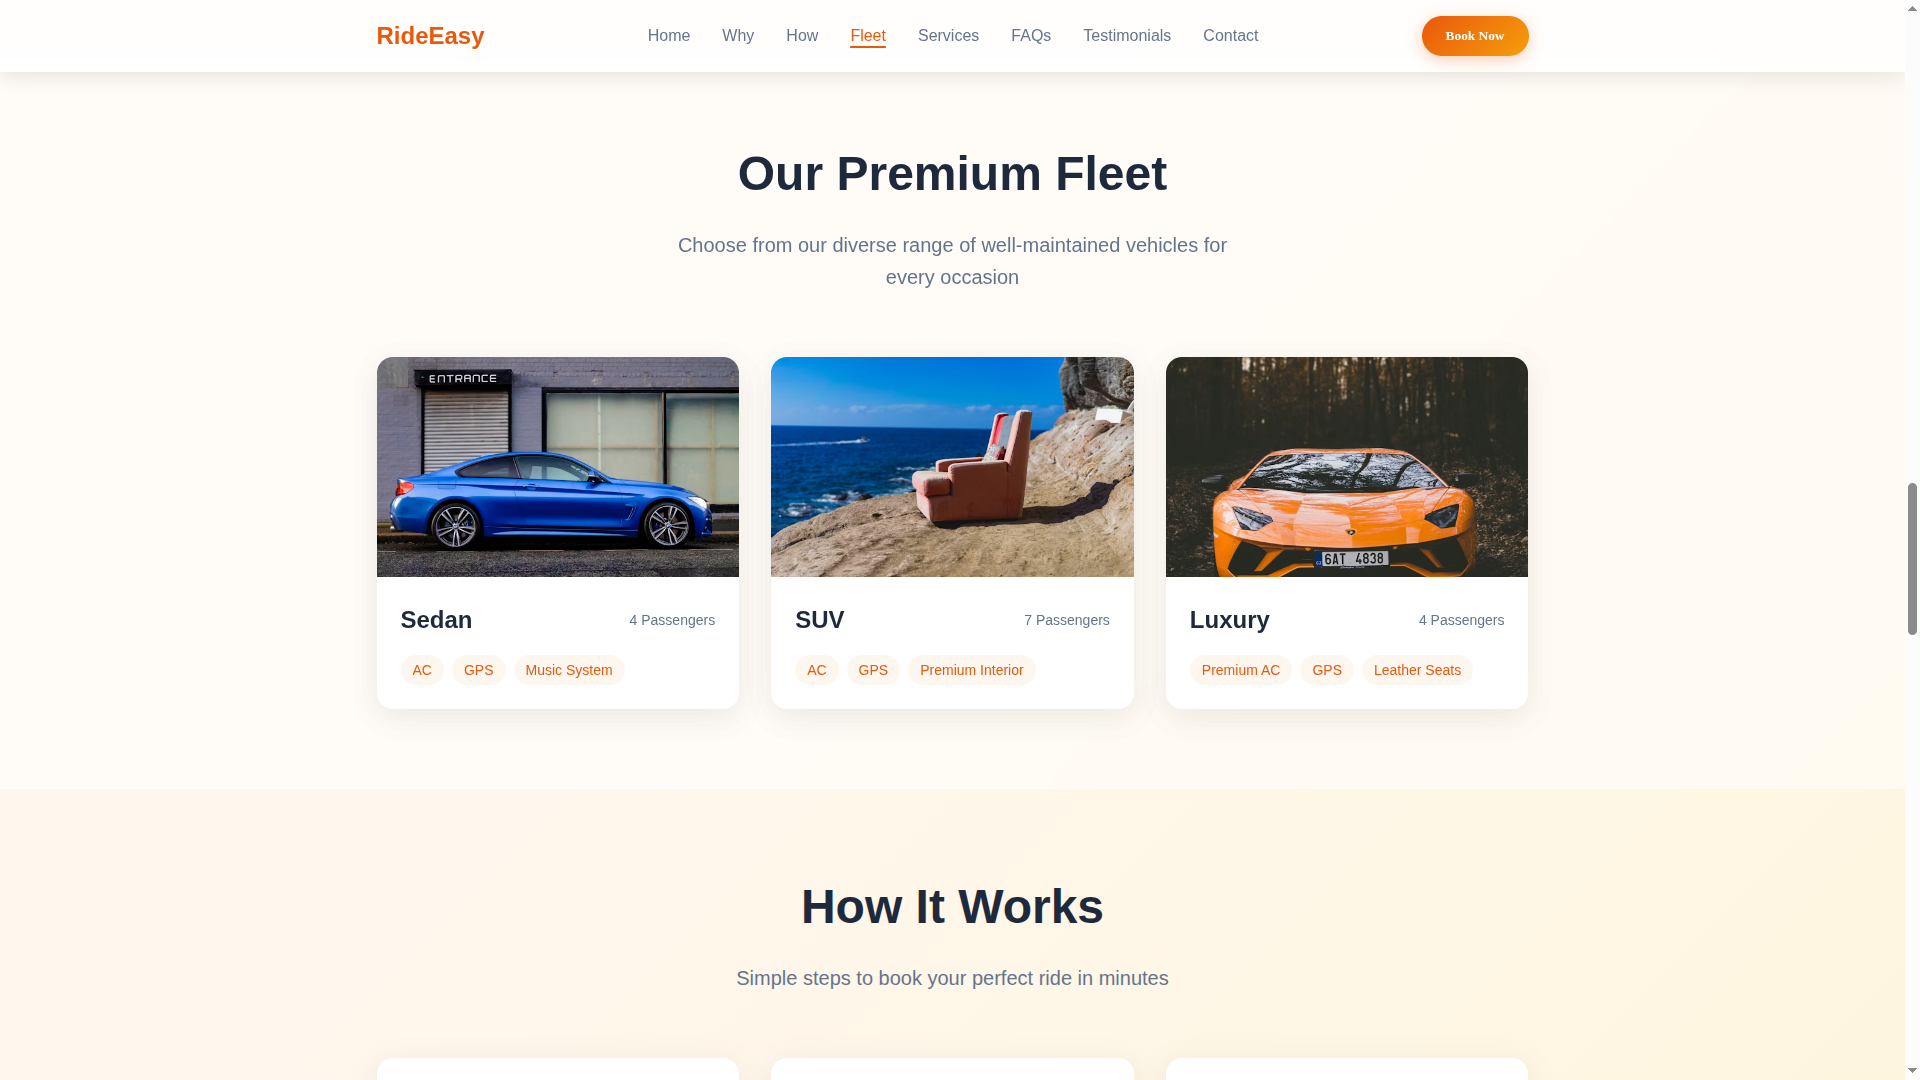 RideEasy
Home
Why
How
Fleet
Services
FAQs
Testimonials
Contact
Book Now
Our Premium Fleet
Choose from our diverse range of well-maintained vehicles for
every occasion
ENTRANCE
6AT 4838
Sedan
4 Passengers
AC
GPS
Music System
SUV
7 Passengers
AC
GPS
Premium Interior
Luxury
4 Passengers
Premium AC
GPS
Leather Seats
How It Works
Simple steps to book your perfect ride in minutes